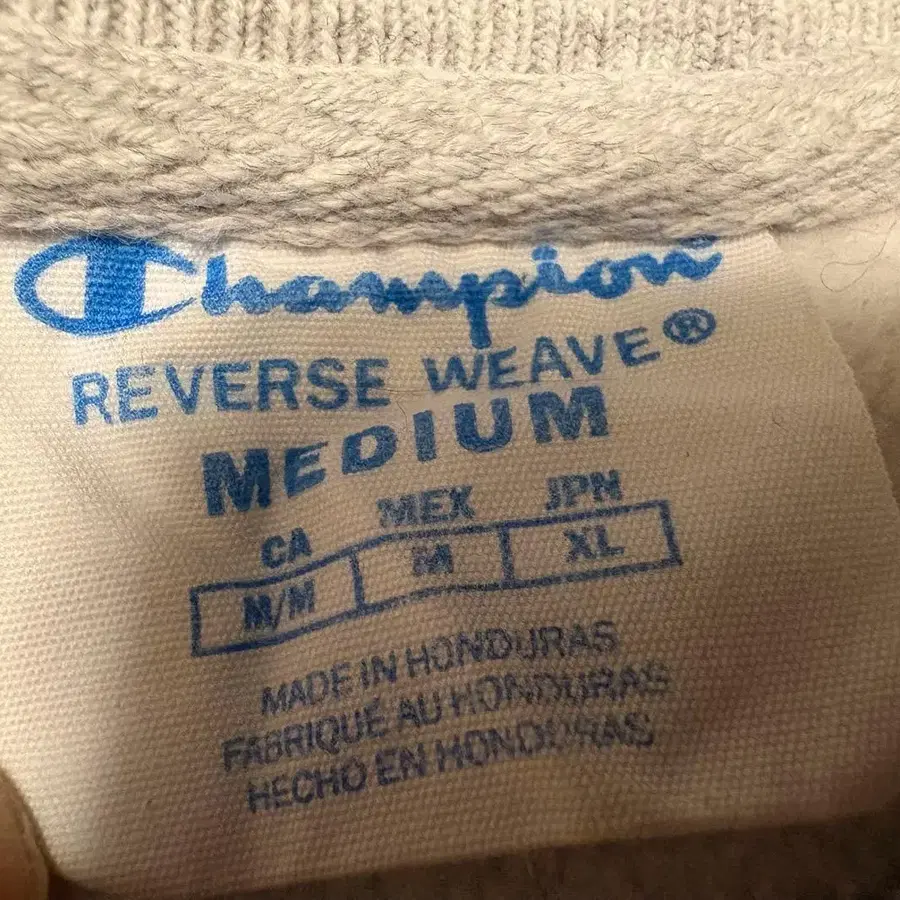 Champion
REVERSE WEAVE®
MEDIUM
CA MEX JPN
M/M M XL
MADE IN HONDURAS
FABRIQUÉ AU HONDURAS
HECHO EN HONDURAS